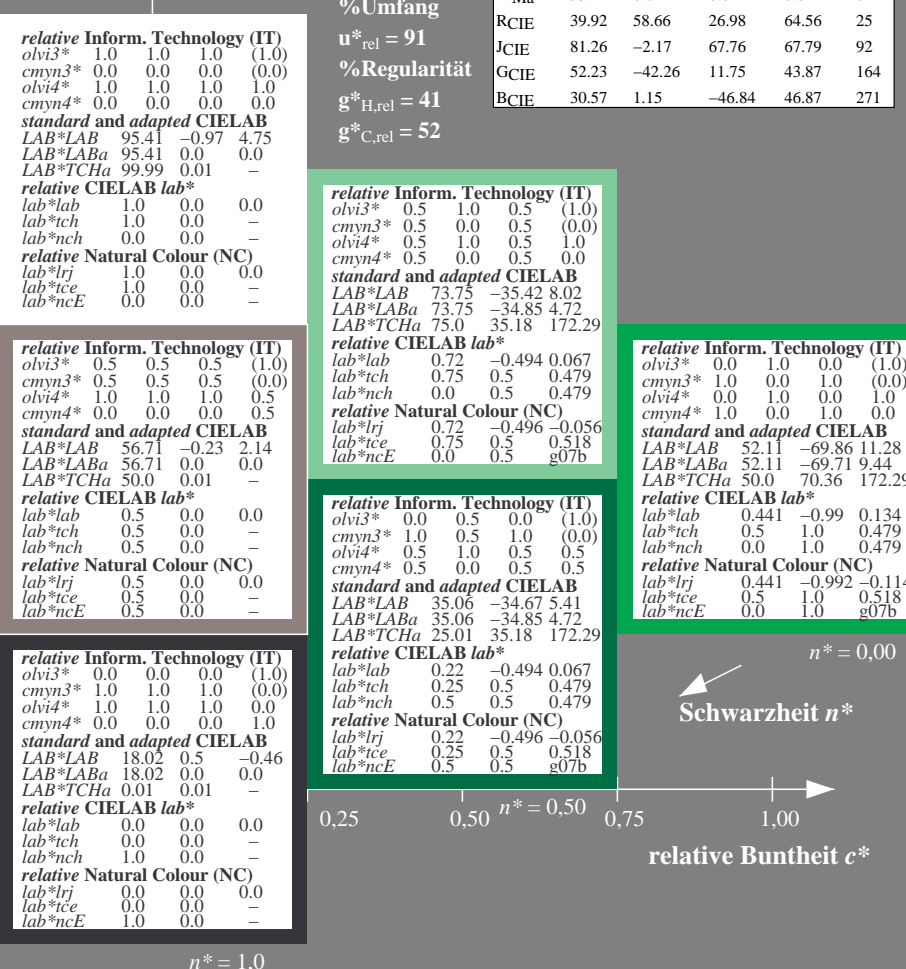 %Umfang
u*rel = 91
%Regularität
g*H,rel = 41
g*C,rel = 52
RCIE 39.92 58.66 26.98 64.56 25
JCIE 81.26 −2.17 67.76 67.79 92
GCIE 52.23 −42.26 11.75 43.87 164
BCIE 30.57 1.15 −46.84 46.87 271
relative Inform. Technology (IT)
olvi3* 1.0 1.0 1.0 (1.0)
cmyn3* 0.0 0.0 0.0 (0.0)
olvi4* 1.0 1.0 1.0 1.0
cmyn4* 0.0 0.0 0.0 0.0
standard and adapted CIELAB
LAB*LAB 95.41 −0.97 4.75
LAB*LABa 95.41 0.0 0.0
LAB*TCHa 99.99 0.01 –
relative CIELAB lab*
lab*lab 1.0 0.0 0.0
lab*tch 1.0 0.0 –
lab*nch 0.0 0.0 –
relative Natural Colour (NC)
lab*lrj 1.0 0.0 0.0
lab*tce 1.0 0.0 –
lab*ncE 0.0 0.0 –
relative Inform. Technology (IT)
olvi3* 0.5 1.0 0.5 (1.0)
cmyn3* 0.5 0.0 0.5 (0.0)
olvi4* 0.5 1.0 0.5 1.0
cmyn4* 0.5 0.0 0.5 0.0
standard and adapted CIELAB
LAB*LAB 73.75 −35.42 8.02
LAB*LABa 73.75 −34.85 4.72
LAB*TCHa 75.0 35.18 172.29
relative CIELAB lab*
lab*lab 0.72 −0.494 0.067
lab*tch 0.75 0.5 0.479
lab*nch 0.0 0.5 0.479
relative Natural Colour (NC)
lab*lrj 0.72 −0.496 −0.056
lab*tce 0.75 0.5 0.518
lab*ncE 0.0 0.5 g07b
relative Inform. Technology (IT)
olvi3* 0.5 0.5 0.5 (1.0)
cmyn3* 0.5 0.5 0.5 (0.0)
olvi4* 1.0 1.0 1.0 0.5
cmyn4* 0.0 0.0 0.0 0.5
standard and adapted CIELAB
LAB*LAB 56.71 −0.23 2.14
LAB*LABa 56.71 0.0 0.0
LAB*TCHa 50.0 0.01 –
relative CIELAB lab*
lab*lab 0.5 0.0 0.0
lab*tch 0.5 0.0 –
lab*nch 0.5 0.0 –
relative Natural Colour (NC)
lab*lrj 0.5 0.0 0.0
lab*tce 0.5 0.0 –
lab*ncE 0.5 0.0 –
relative Inform. Technology (IT)
olvi3* 0.0 1.0 0.0 (1.0)
cmyn3* 1.0 0.0 1.0 (0.0)
olvi4* 0.0 1.0 0.0 1.0
cmyn4* 1.0 0.0 1.0 0.0
standard and adapted CIELAB
LAB*LAB 52.11 −69.86 11.28
LAB*LABa 52.11 −69.71 9.44
LAB*TCHa 50.0 70.36 172.29
relative CIELAB lab*
lab*lab 0.441 −0.99 0.134
lab*tch 0.5 1.0 0.479
lab*nch 0.0 1.0 0.479
relative Natural Colour (NC)
lab*lrj 0.441 −0.992 −0.114
lab*tce 0.5 1.0 0.518
lab*ncE 0.0 1.0 g07b
relative Inform. Technology (IT)
olvi3* 0.0 0.5 0.0 (1.0)
cmyn3* 1.0 0.5 1.0 (0.0)
olvi4* 0.5 1.0 0.5 0.5
cmyn4* 0.5 0.0 0.5 0.5
standard and adapted CIELAB
LAB*LAB 35.06 −34.67 5.41
LAB*LABa 35.06 −34.85 4.72
LAB*TCHa 25.01 35.18 172.29
relative CIELAB lab*
lab*lab 0.22 −0.494 0.067
lab*tch 0.25 0.5 0.479
lab*nch 0.5 0.5 0.479
relative Natural Colour (NC)
lab*lrj 0.22 −0.496 −0.056
lab*tce 0.25 0.5 0.518
lab*ncE 0.5 0.5 g07b
relative Inform. Technology (IT)
olvi3* 0.0 0.0 0.0 (1.0)
cmyn3* 1.0 1.0 1.0 (0.0)
olvi4* 1.0 1.0 1.0 0.0
cmyn4* 0.0 0.0 0.0 1.0
standard and adapted CIELAB
LAB*LAB 18.02 0.5 −0.46
LAB*LABa 18.02 0.0 0.0
LAB*TCHa 0.01 0.01 –
relative CIELAB lab*
lab*lab 0.0 0.0 0.0
lab*tch 0.0 0.0 –
lab*nch 1.0 0.0 –
relative Natural Colour (NC)
lab*lrj 0.0 0.0 0.0
lab*tce 0.0 0.0 –
lab*ncE 1.0 0.0 –
n* = 0,00
Schwarzheit n*
0,25 0,50 n* = 0,50 0,75 1,00
relative Buntheit c*
n* = 1,0